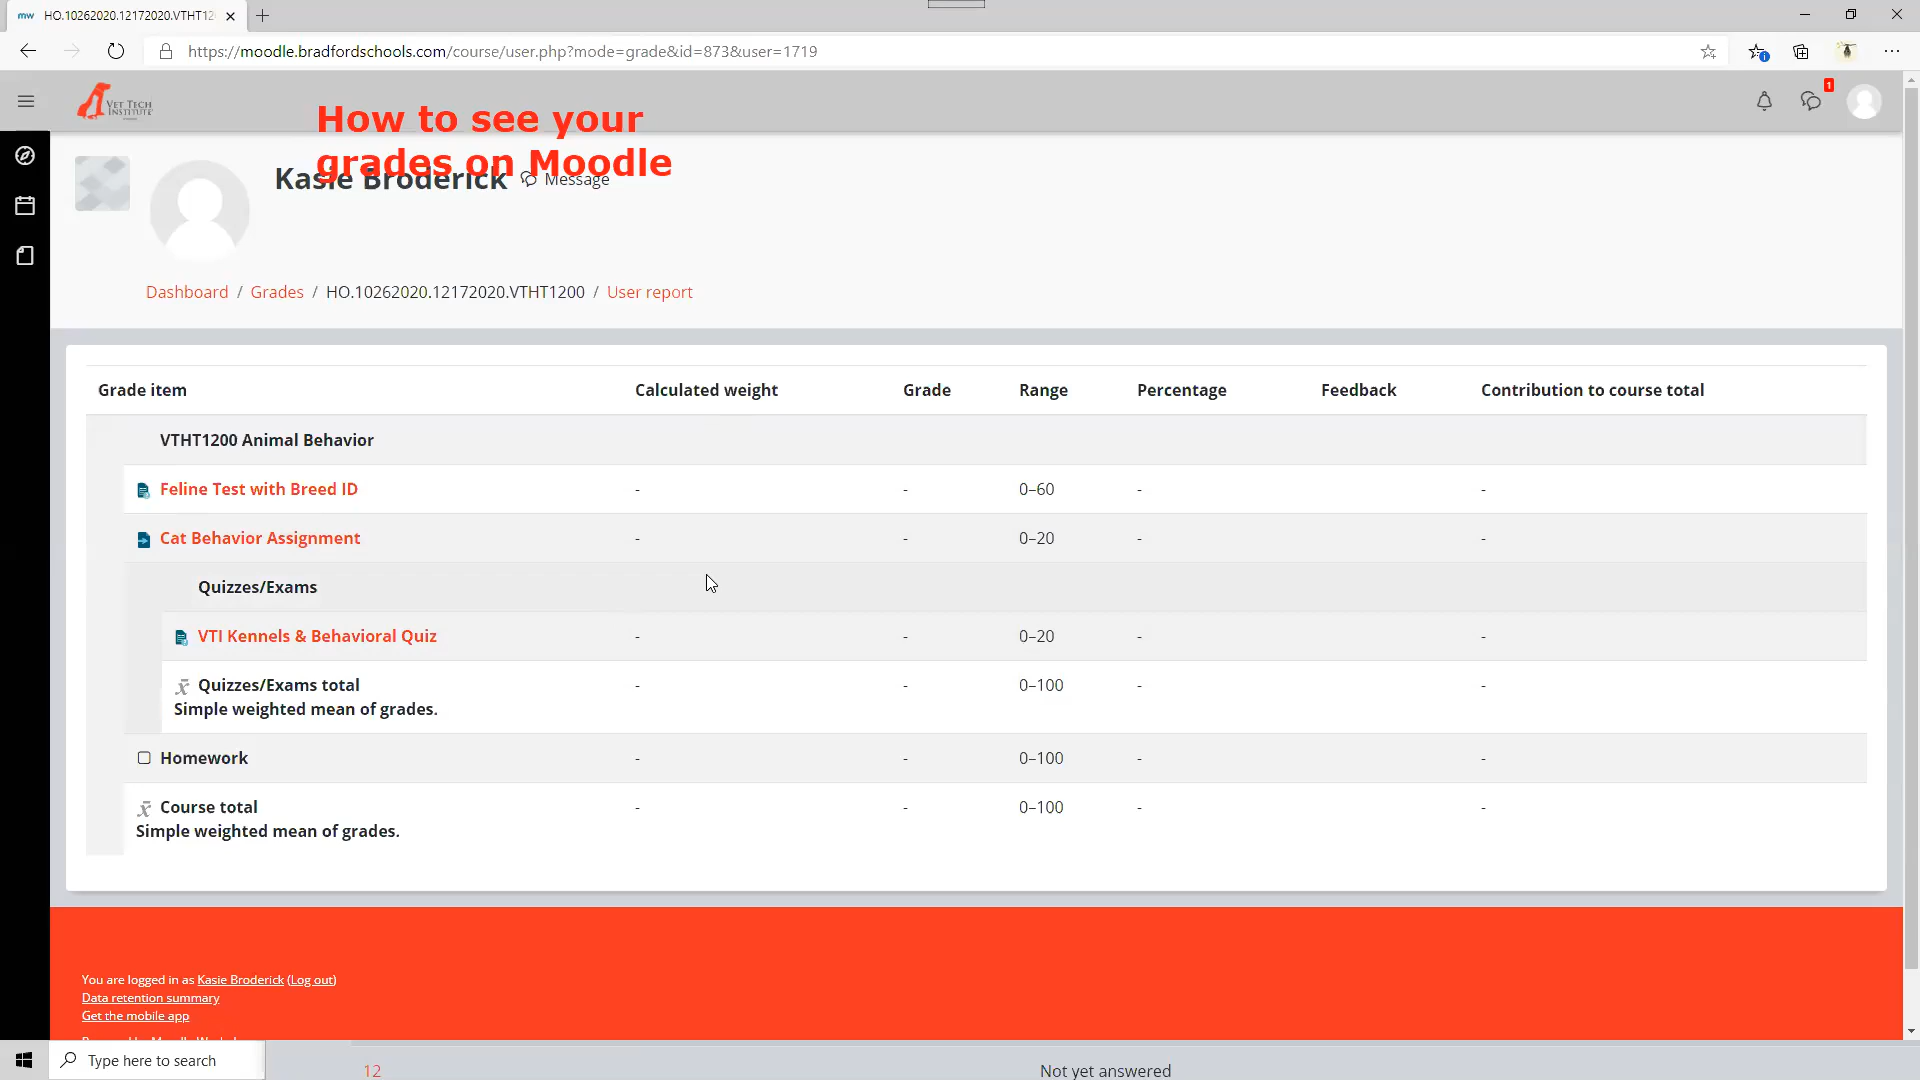 mw HO.10262020.12172020.VTHT12
https://moodle.bradfordschools.com/course/user.php?mode=grade&id=873&user=1719
VET TECH
INSTITUTE
1
How to see your
grades on Moodle
Kasie Broderick Message
Dashboard / Grades / HO.10262020.12172020.VTHT1200 / User report
Grade item Calculated weight Grade Range Percentage Feedback Contribution to course total
VTHT1200 Animal Behavior
Feline Test with Breed ID - - 0–60 - -
Cat Behavior Assignment - - 0–20 - -
Quizzes/Exams
VTI Kennels & Behavioral Quiz - - 0–20 - -
Quizzes/Exams total - - 0–100 - -
Simple weighted mean of grades.
Homework - - 0–100 - -
Course total - - 0–100 - -
Simple weighted mean of grades.
You are logged in as Kasie Broderick (Log out)
Data retention summary
Get the mobile app
Type here to search
12 Not yet answered